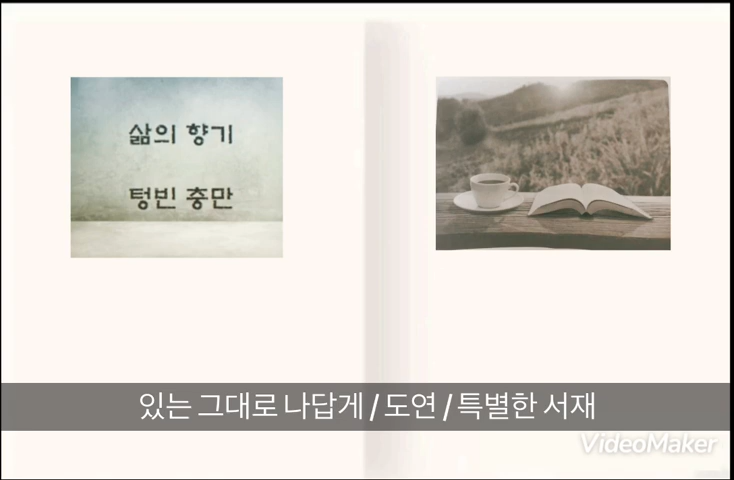 삶의 향기
텅빈 충만
있는 그대로 나답게 / 도연 / 특별한 서재
VideoMaker